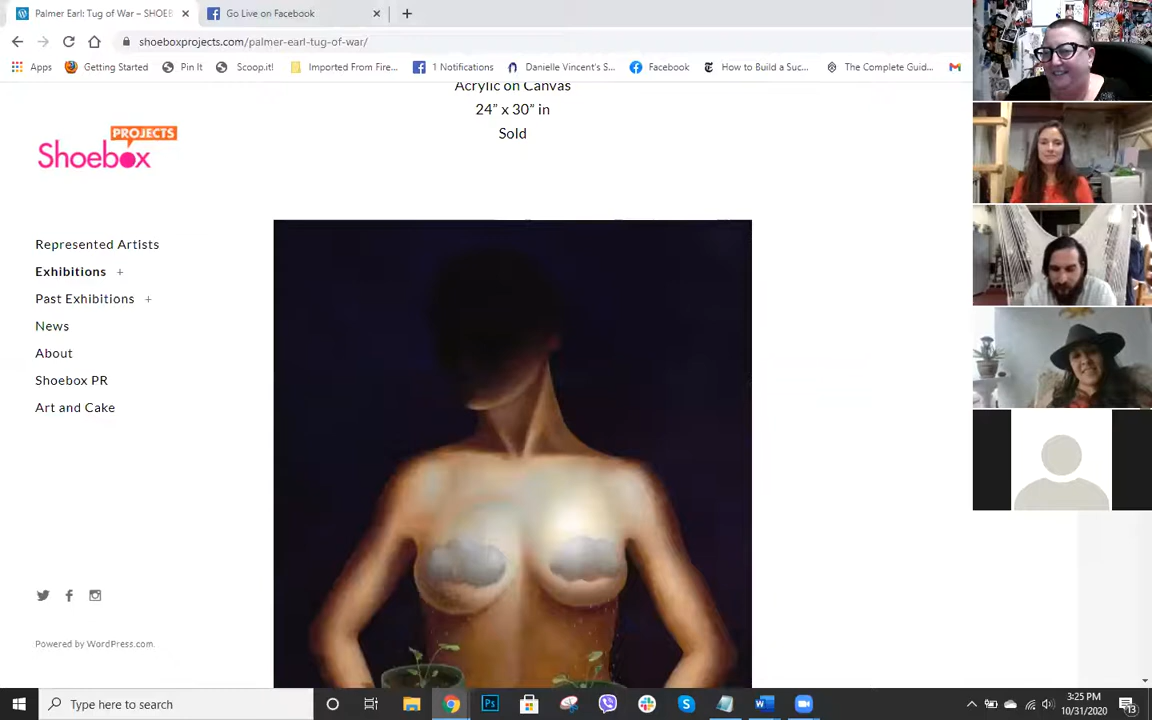 Palmer Earl: Tug of War – SHOEB
Go Live on Facebook
shoeboxprojects.com/palmer-earl-tug-of-war/
Apps
Getting Started
Pin It
Scoop.it!
Imported From Fire...
1 Notifications
Danielle Vincent's S...
Facebook
How to Build a Suc...
The Complete Guid...
Acrylic on Canvas
24” x 30” in
Sold
PROJECTS
Shoebox
Represented Artists
Exhibitions +
Past Exhibitions +
News
About
Shoebox PR
Art and Cake
Powered by WordPress.com.
Type here to search
Ps
3:25 PM
10/31/2020
13